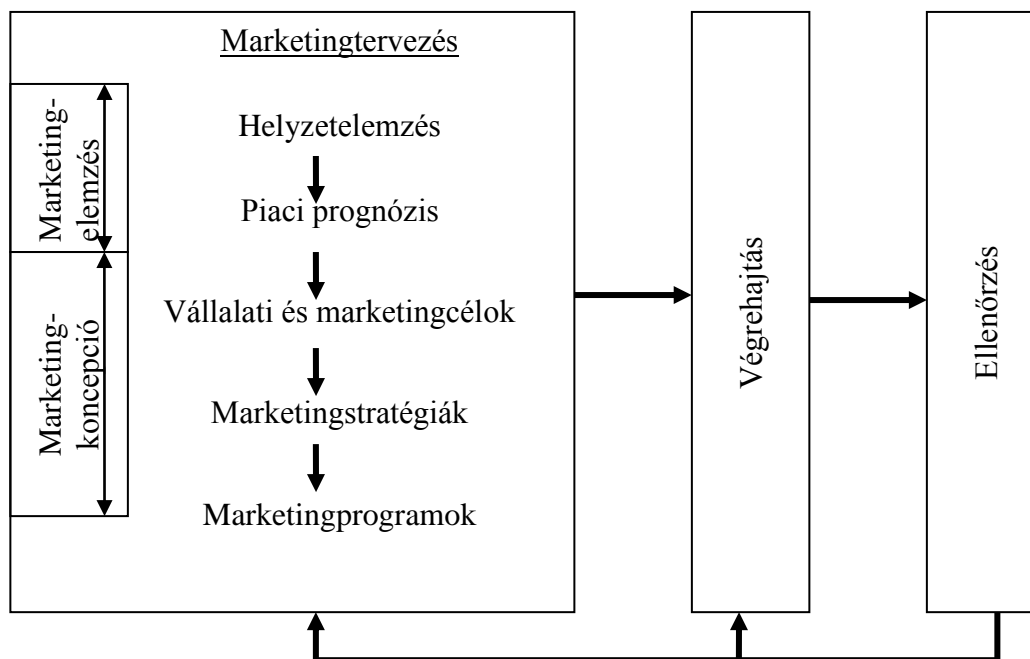 Marketingtervezés
Marketing-
elemzés
Marketing-
koncepció
Helyzetelemzés
Piaci prognózis
Vállalati és marketingcélok
Marketingstratégiák
Marketingprogramok
Végrehajtás
Ellenőrzés